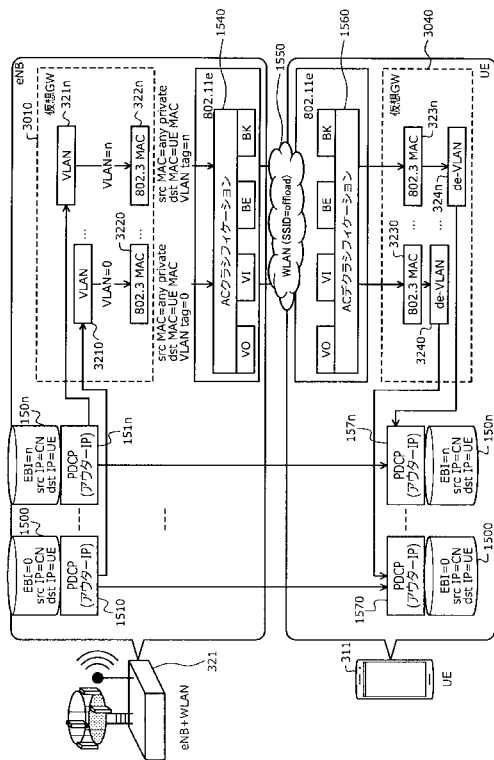 eNB
3010
1500
EBI=0
src IP=CN
dst IP=UE
PDCP
(アウターIP)
1510
150n
EBI=n
src IP=CN
dst IP=UE
PDCP
(アウターIP)
151n
仮想GW
3210
VLAN
...
VLAN
321n
VLAN=0
VLAN=n
3220
802.3 MAC
...
802.3 MAC
322n
src MAC=any private
dst MAC=UE MAC
VLAN tag=0
src MAC=any private
dst MAC=UE MAC
VLAN tag=n
802.11e
1540
ACクラシフィケーション
VO
VI
BE
BK
321
eNB+WLAN
WLAN (SSID=offload)
1550
UE
802.11e
1560
VO
VI
BE
BK
ACデクラシフィケーション
3040
仮想GW
3230
802.3 MAC
...
802.3 MAC
323n
3240
de-VLAN
324n
de-VLAN
311
UE
1570
PDCP
(アウターIP)
EBI=0
src IP=CN
dst IP=UE
1500
157n
PDCP
(アウターIP)
EBI=n
src IP=CN
dst IP=UE
150n